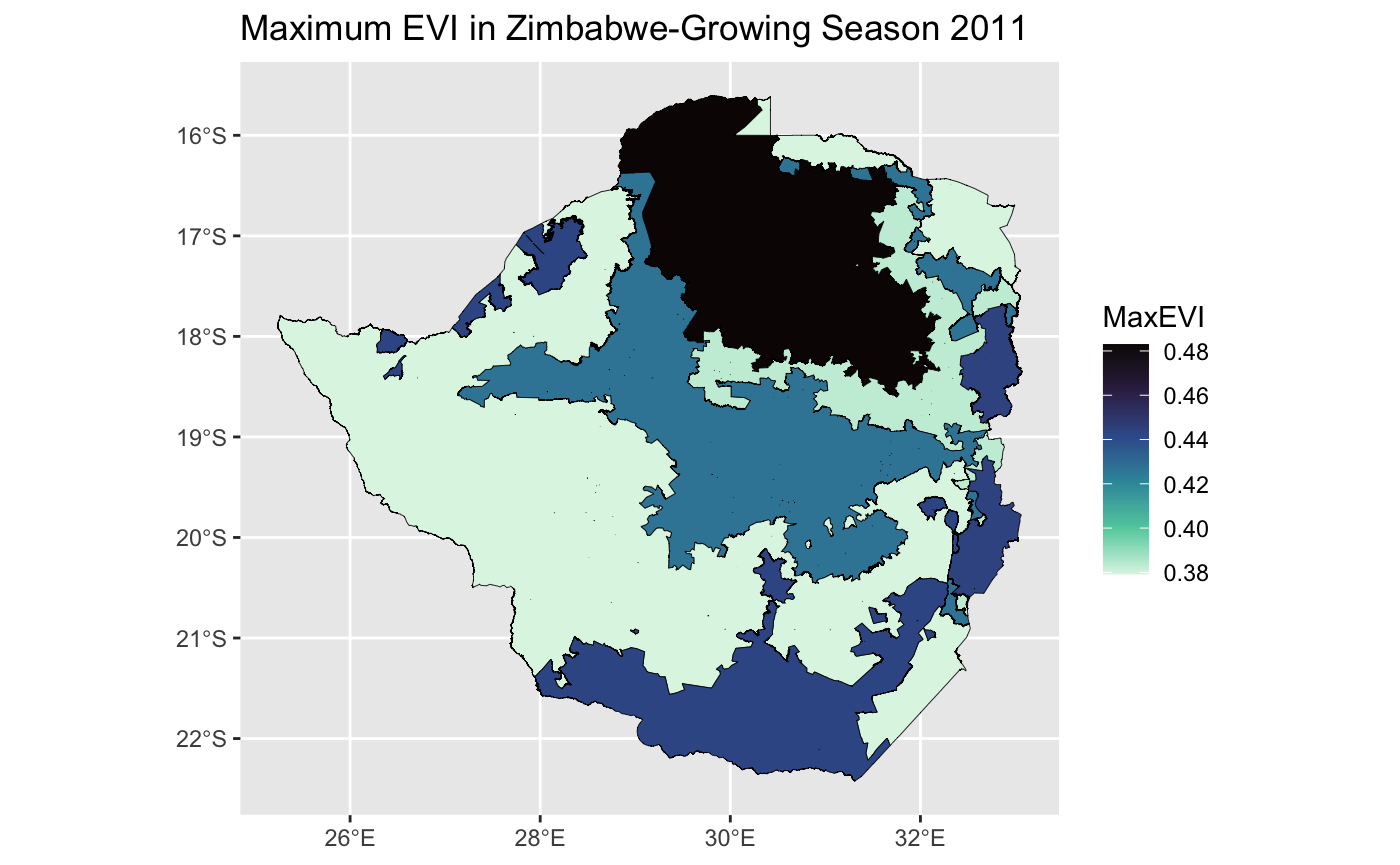 Maximum EVI in Zimbabwe-Growing Season 2011
16°S
17°S
18°S
19°S
20°S
21°S
22°S
26°E
28°E
30°E
32°E
MaxEVI
0.48
0.46
0.44
0.42
0.40
0.38